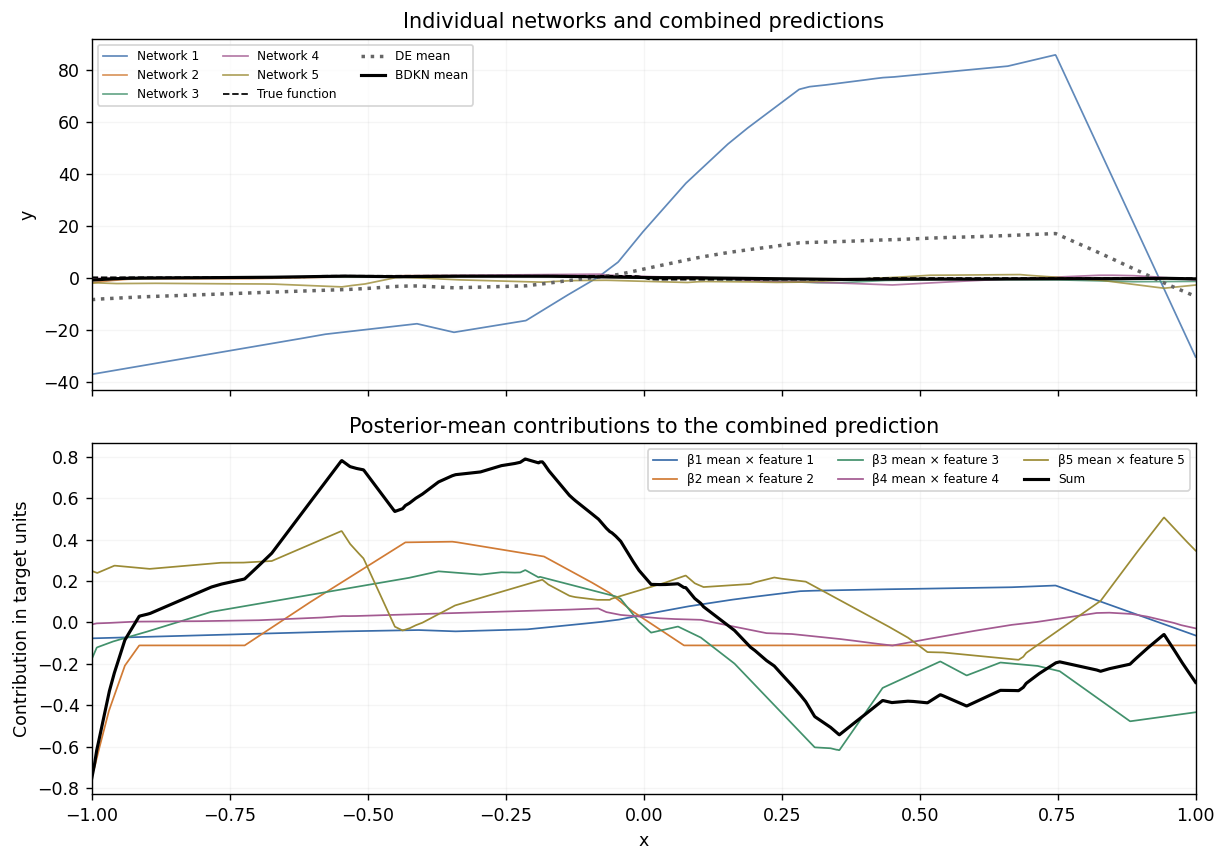 Individual networks and combined predictions
Network 1
Network 2
Network 3
Network 4
Network 5
True function
DE mean
BDKN mean
80
60
40
20
0
−20
−40
y
Posterior-mean contributions to the combined prediction
β1 mean × feature 1
β2 mean × feature 2
β3 mean × feature 3
β4 mean × feature 4
β5 mean × feature 5
Sum
0.8
0.6
0.4
0.2
0.0
−0.2
−0.4
−0.6
−0.8
Contribution in target units
−1.00 −0.75 −0.50 −0.25 0.00 0.25 0.50 0.75 1.00
x